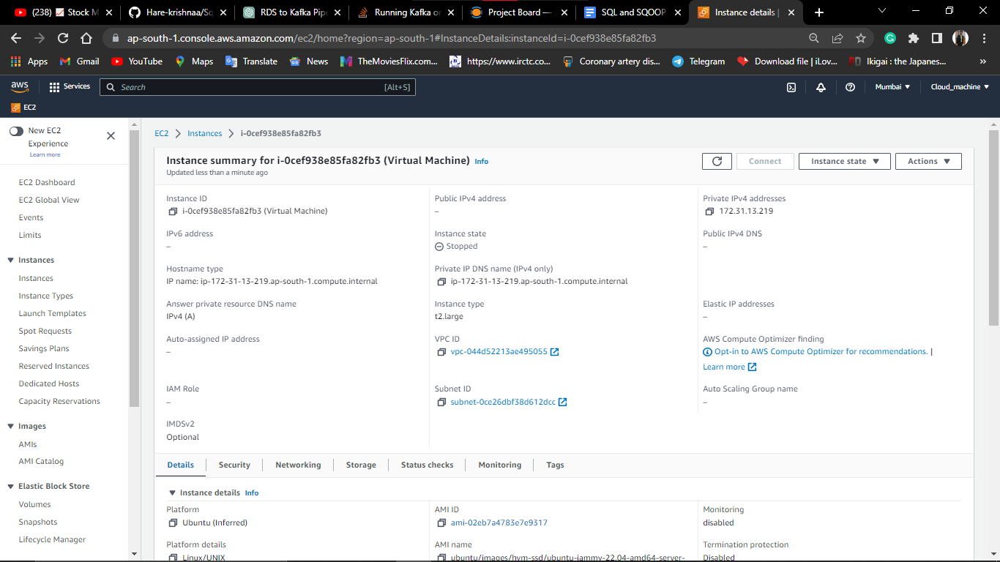 (238) 📈 Stock M
Hare-krishnaa/Sq
RDS to Kafka Pip
Running Kafka o
Project Board —
SQL and SQOOP
Instance details |
ap-south-1.console.aws.amazon.com/ec2/home?region=ap-south-1#InstanceDetails:instanceId=i-0cef938e85fa82fb3
Apps
Gmail
YouTube
Maps
Translate
News
TheMoviesFlix.com...
https://www.irctc.co...
Coronary artery dis...
Telegram
Download file | iLov...
Ikigai : the Japanes...
»
aws
Services
Search
[Alt+S]
Mumbai
Cloud_machine
EC2
New EC2
Experience
Learn more
EC2 Dashboard
EC2 Global View
Events
Limits
Instances
Instances
Instance Types
Launch Templates
Spot Requests
Savings Plans
Reserved Instances
Dedicated Hosts
Capacity Reservations
Images
AMIs
AMI Catalog
Elastic Block Store
Volumes
Snapshots
Lifecycle Manager
EC2 > Instances > i-0cef938e85fa82fb3
Instance summary for i-0cef938e85fa82fb3 (Virtual Machine) Info
Updated less than a minute ago
Connect
Instance state
Actions
Instance ID
i-0cef938e85fa82fb3 (Virtual Machine)
Public IPv4 address
–
Private IPv4 addresses
172.31.13.219
IPv6 address
–
Instance state
Stopped
Public IPv4 DNS
–
Hostname type
IP name: ip-172-31-13-219.ap-south-1.compute.internal
Private IP DNS name (IPv4 only)
ip-172-31-13-219.ap-south-1.compute.internal
Answer private resource DNS name
IPv4 (A)
Instance type
t2.large
Elastic IP addresses
–
Auto-assigned IP address
–
VPC ID
vpc-044d52213ae495055
AWS Compute Optimizer finding
Opt-in to AWS Compute Optimizer for recommendations. |
Learn more
IAM Role
–
Subnet ID
subnet-0ce26dbf38d612dcc
Auto Scaling Group name
–
IMDSv2
Optional
Details
Security
Networking
Storage
Status checks
Monitoring
Tags
Instance details Info
Platform
Ubuntu (Inferred)
AMI ID
ami-02eb7a4783e7e9317
Monitoring
disabled
Platform details
Linux/UNIX
AMI name
ubuntu/images/hvm-ssd/ubuntu-jammy-22.04-amd64-server-
Termination protection
Disabled